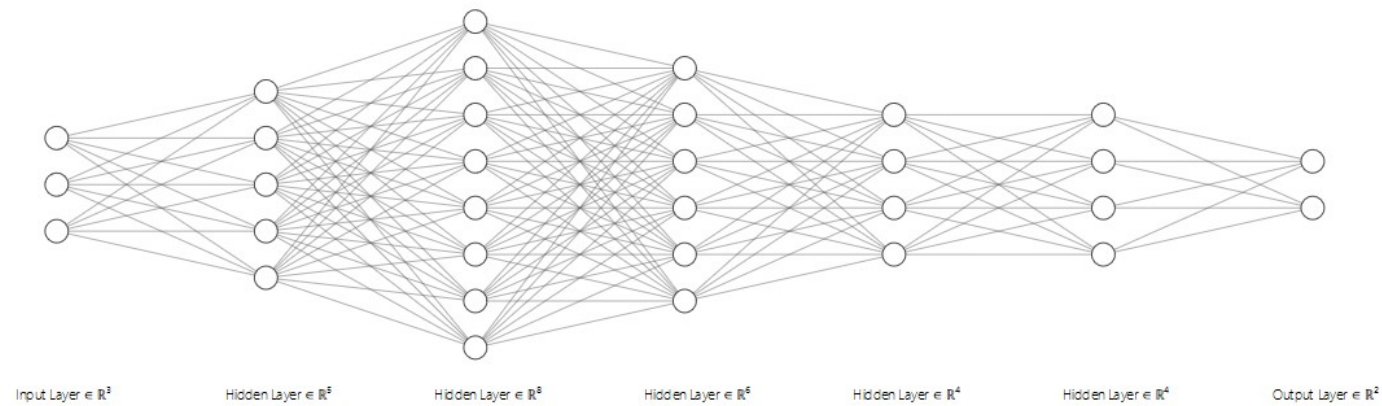 Input Layer ∈ ℝ³
Hidden Layer ∈ ℝ⁵
Hidden Layer ∈ ℝ⁸
Hidden Layer ∈ ℝ⁶
Hidden Layer ∈ ℝ⁴
Hidden Layer ∈ ℝ⁴
Output Layer ∈ ℝ²